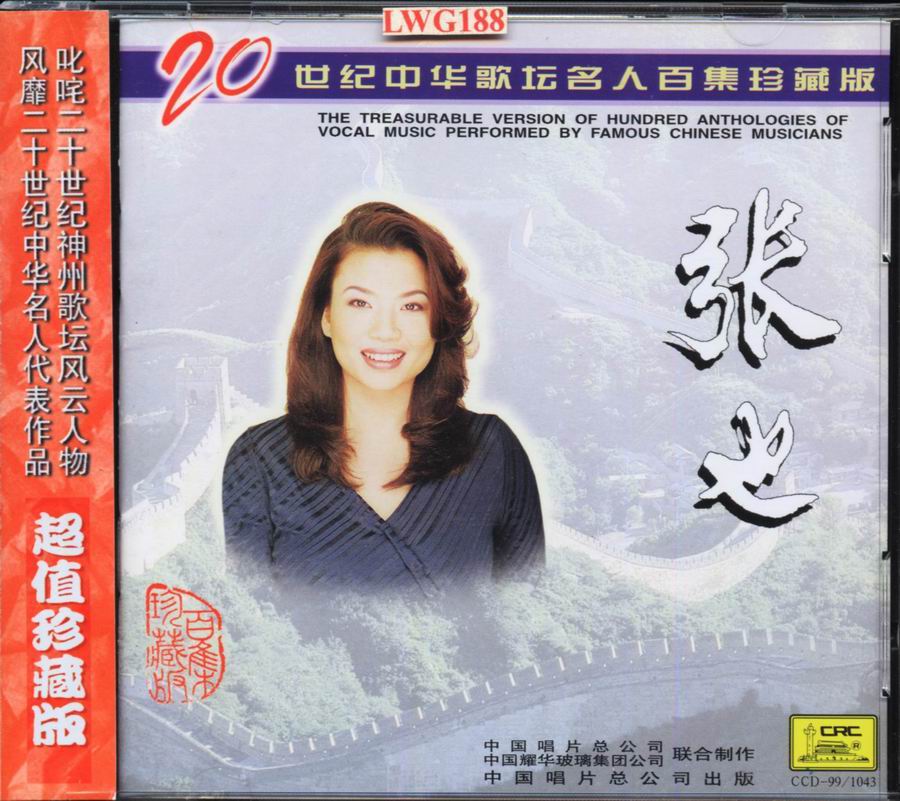 LWG188
叱咤二十世纪神州歌坛风云人物
风靡二十世纪中华名人代表作品
超值珍藏版
20世纪中华歌坛名人百集珍藏版
THE TREASURABLE VERSION OF HUNDRED ANTHOLOGIES OF
VOCAL MUSIC PERFORMED BY FAMOUS CHINESE MUSICIANS
张也
百集
珍藏版
中国唱片总公司
中国耀华玻璃集团公司 联合制作
中国唱片总公司出版
CRC
®
CCD-99/1043